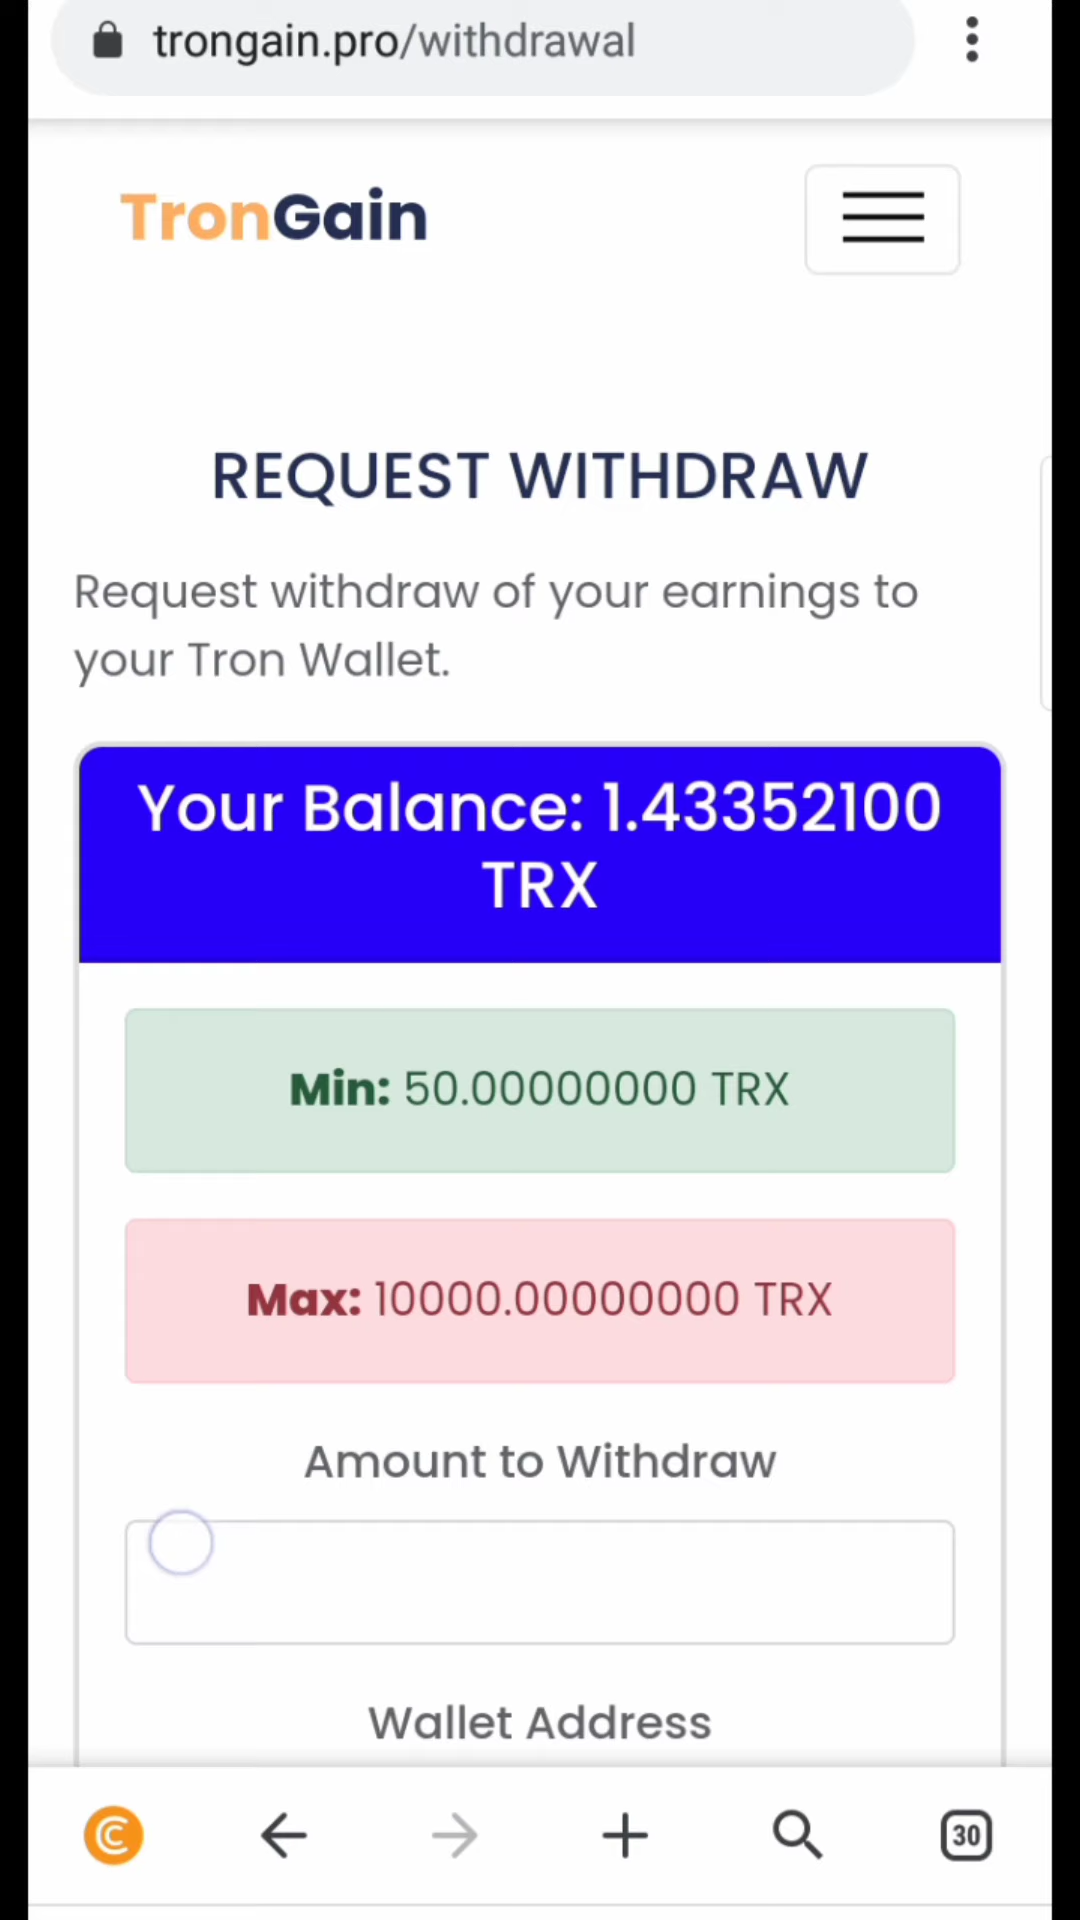 trongain.pro/withdrawal
TronGain
REQUEST WITHDRAW
Request withdraw of your earnings to
your Tron Wallet.
Your Balance: 1.43352100
TRX
Min: 50.00000000 TRX
Max: 10000.00000000 TRX
Amount to Withdraw
Wallet Address
30